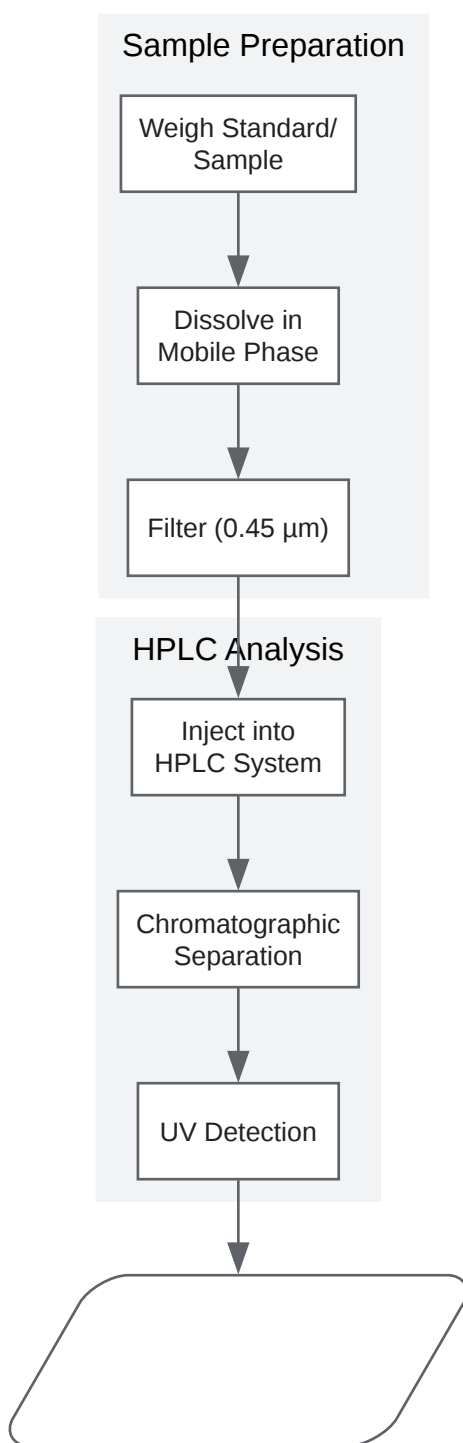 Sample Preparation
Weigh Standard/
Sample
Dissolve in
Mobile Phase
Filter (0.45 µm)
HPLC Analysis
Inject into
HPLC System
Chromatographic
Separation
UV Detection